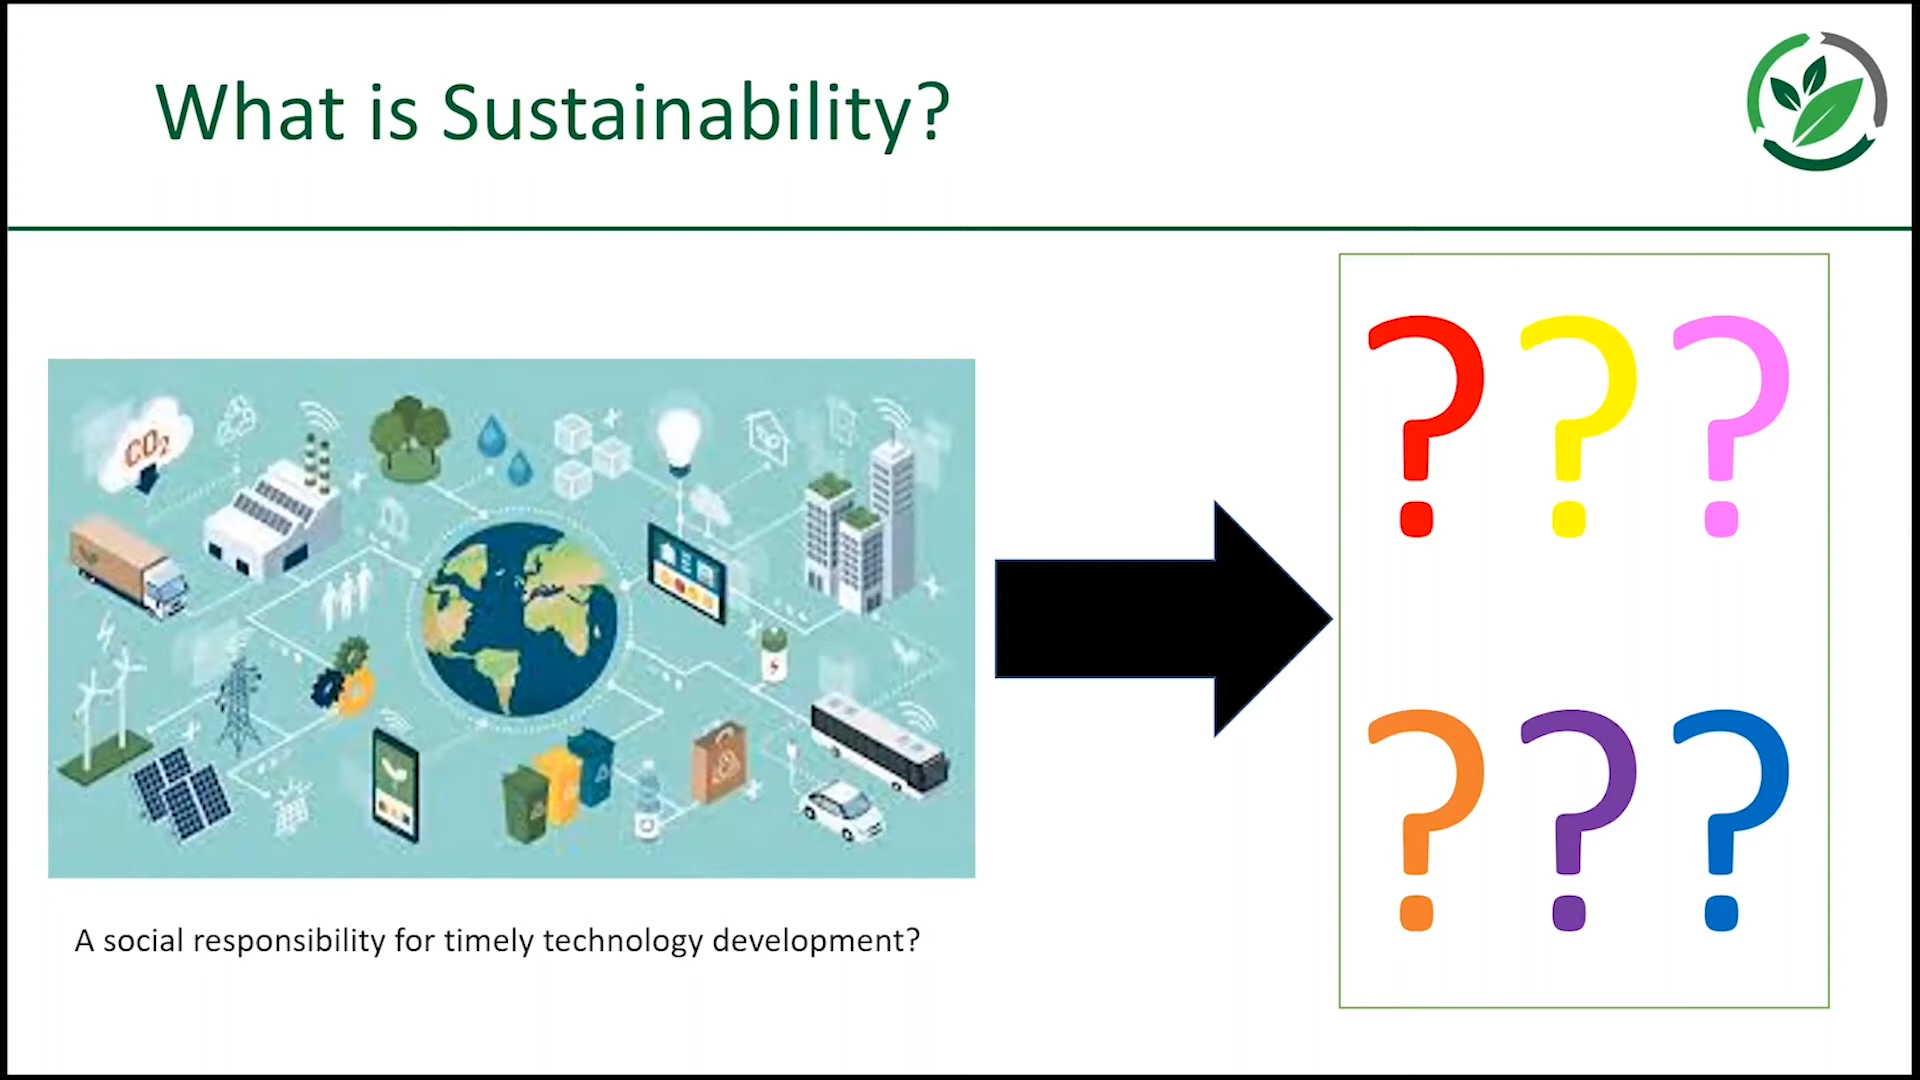 What is Sustainability?
CO₂
? ? ?
? ? ?
A social responsibility for timely technology development?